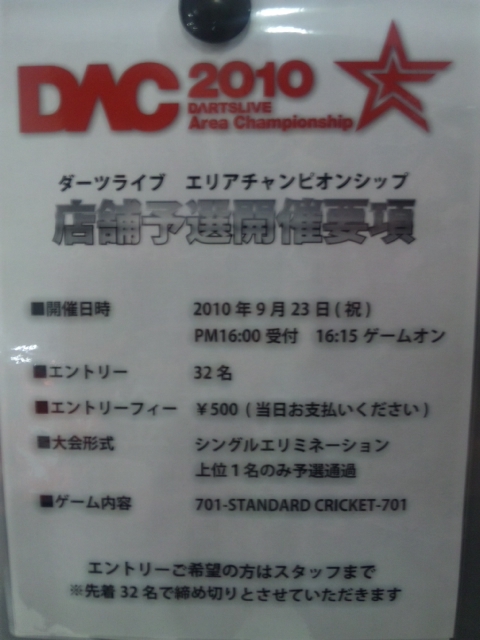 DAC 2010
DARTSLIVE
Area Championship
ダーツライブ エリアチャンピオンシップ
店舗予選開催要項
■開催日時 2010年9月23日(祝)
PM16:00受付 16:15ゲームオン
■エントリー 32名
■エントリーフィー ￥500 (当日お支払いください)
■大会形式 シングルエリミネーション
上位1名のみ予選通過
■ゲーム内容 701-STANDARD CRICKET-701
エントリーご希望の方はスタッフまで
※先着32名で締め切りとさせていただきます